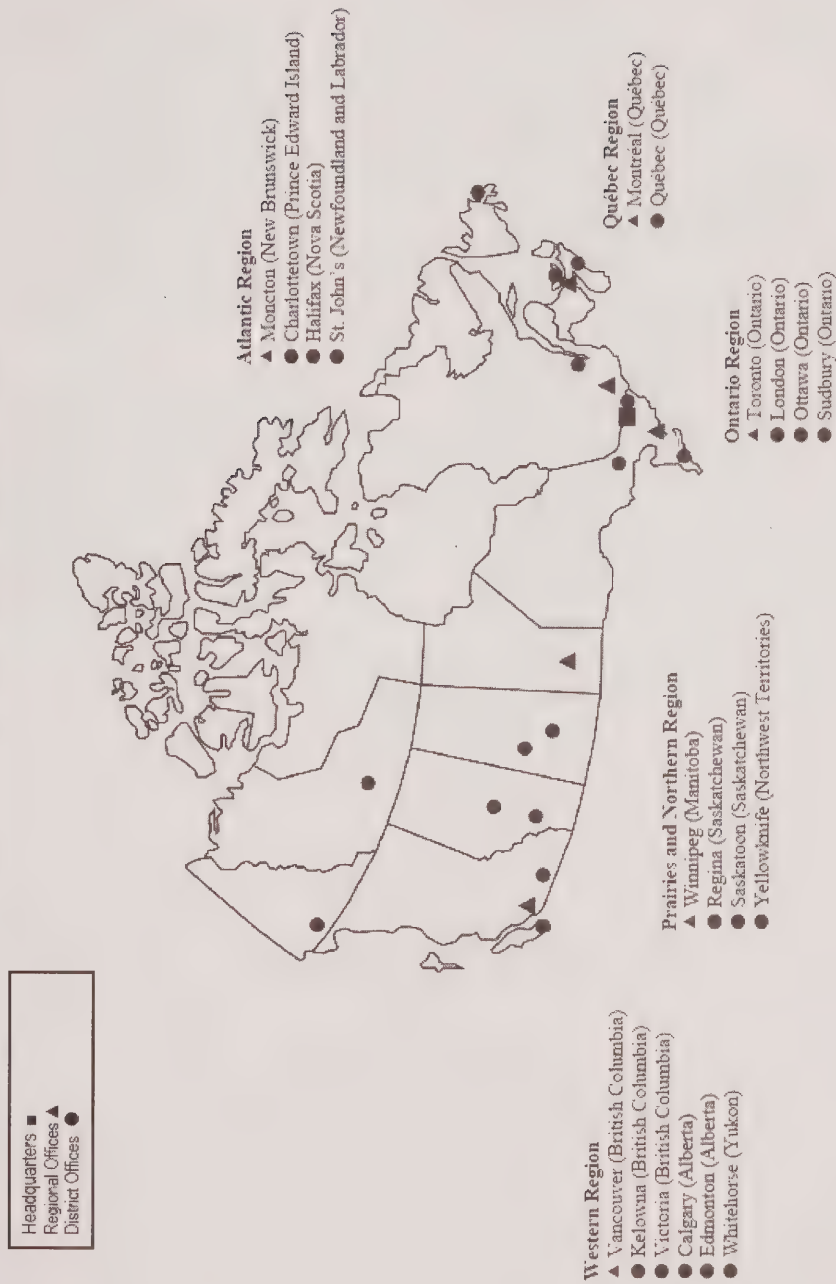 Headquarters ■
Regional Offices ▲
District Offices ●
Atlantic Region
▲ Moncton (New Brunswick)
● Charlottetown (Prince Edward Island)
● Halifax (Nova Scotia)
● St. John's (Newfoundland and Labrador)
Québec Region
▲ Montréal (Québec)
● Québec (Québec)
Ontario Region
▲ Toronto (Ontario)
● London (Ontario)
● Ottawa (Ontario)
● Sudbury (Ontario)
Prairies and Northern Region
▲ Winnipeg (Manitoba)
● Regina (Saskatchewan)
● Saskatoon (Saskatchewan)
● Yellowknife (Northwest Territories)
Western Region
▲ Vancouver (British Columbia)
● Kelowna (British Columbia)
● Victoria (British Columbia)
● Calgary (Alberta)
● Edmonton (Alberta)
● Whitehorse (Yukon)